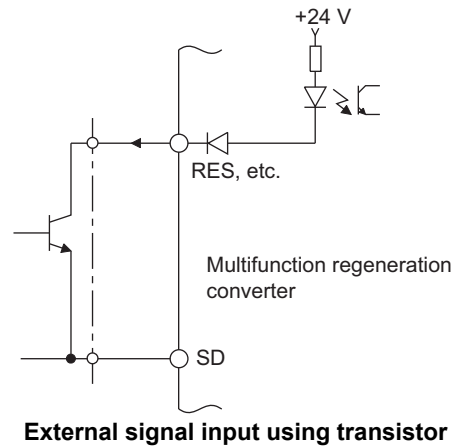 +24 V
RES, etc.
Multifunction regeneration
converter
SD
External signal input using transistor